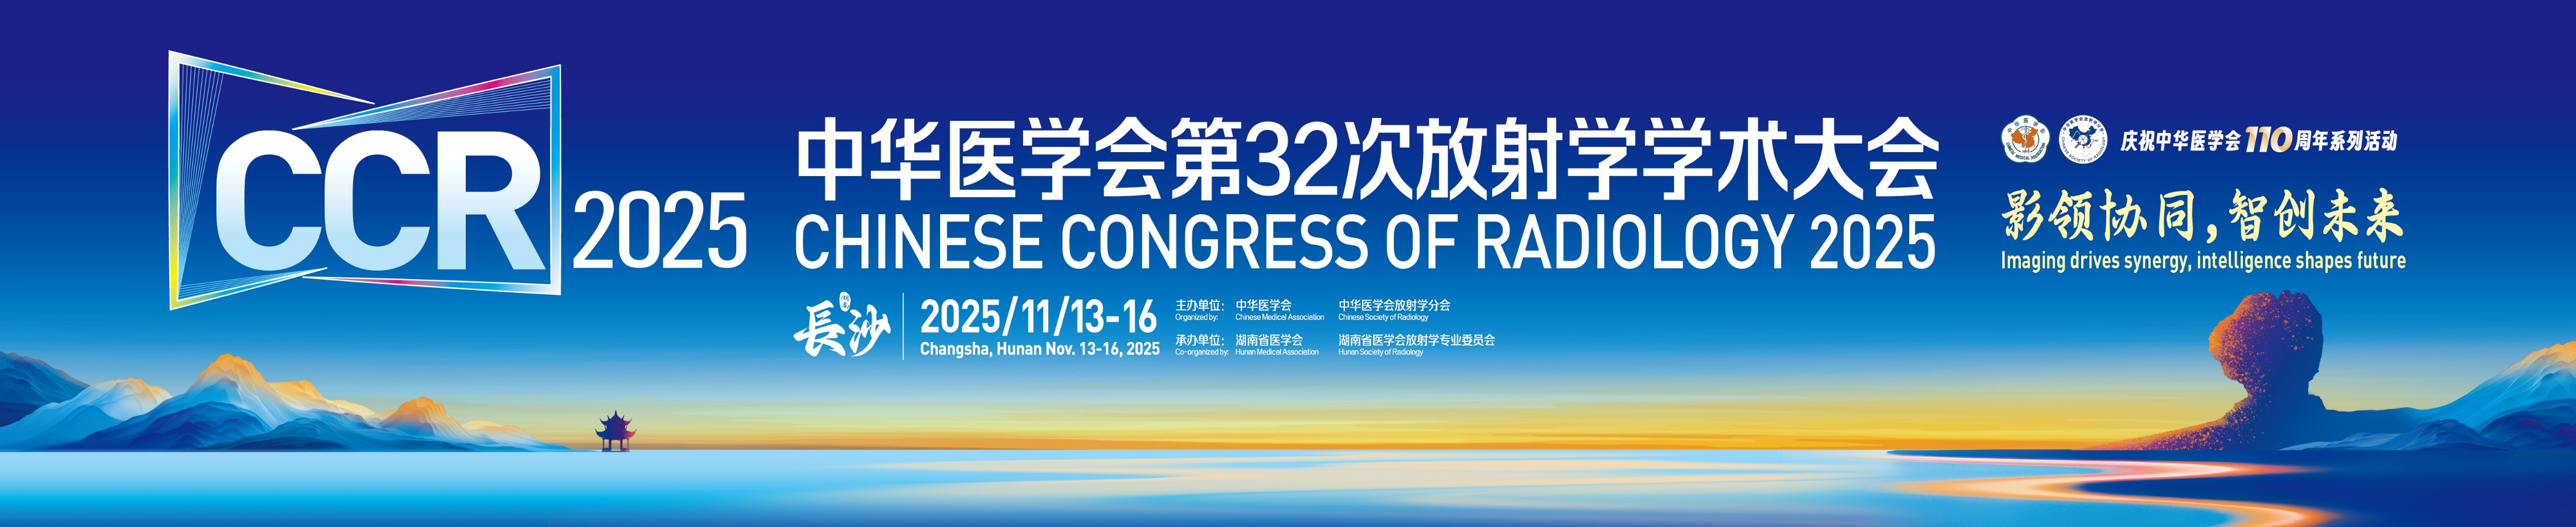 CCR 2025
中华医学会第32次放射学学术大会
CHINESE CONGRESS OF RADIOLOGY 2025
湖南
長沙
2025/11/13-16
Changsha, Hunan Nov. 13-16, 2025
主办单位: 中华医学会 中华医学会放射学分会
Organized by: Chinese Medical Association Chinese Society of Radiology
承办单位: 湖南省医学会 湖南省医学会放射学专业委员会
Co-organized by: Hunan Medical Association Hunan Society of Radiology
庆祝中华医学会110周年系列活动
影领协同,智创未来
Imaging drives synergy, intelligence shapes future